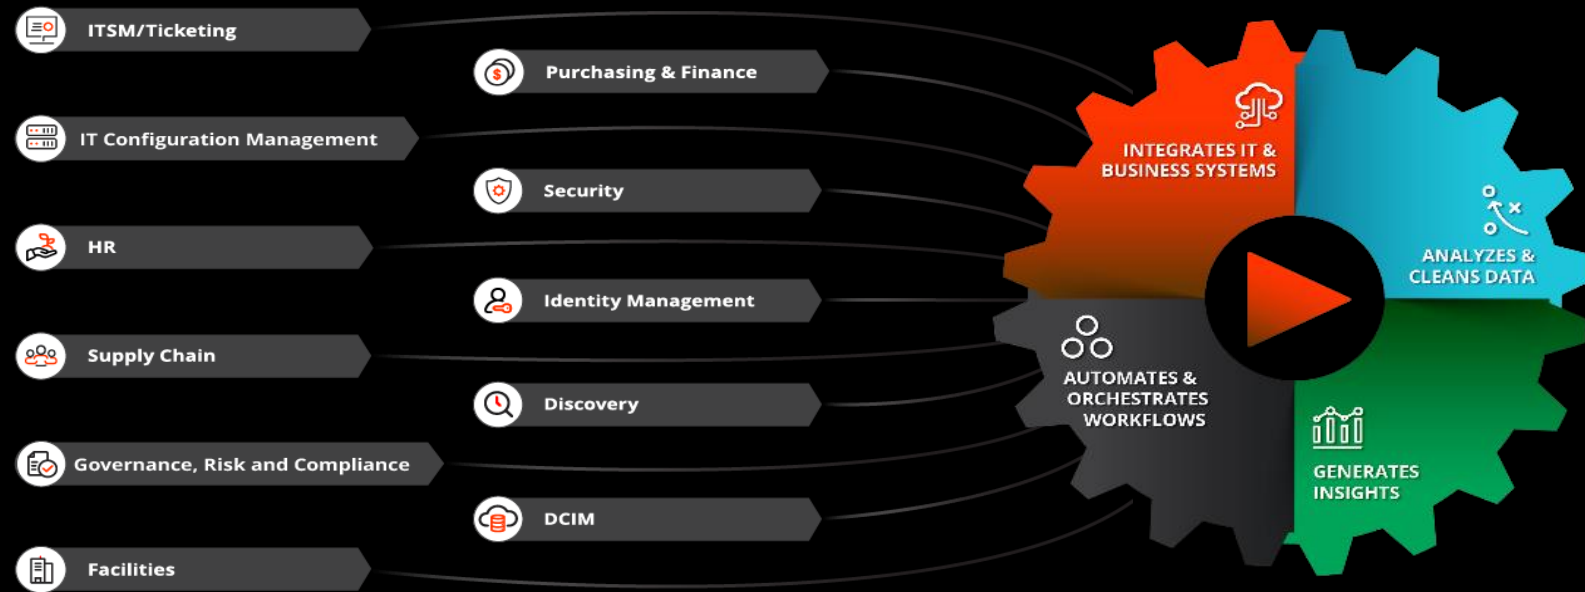 ITSM/Ticketing
Purchasing & Finance
IT Configuration Management
Security
HR
Identity Management
Supply Chain
Discovery
Governance, Risk and Compliance
DCIM
Facilities
INTEGRATES IT &
BUSINESS SYSTEMS
ANALYZES &
CLEANS DATA
AUTOMATES &
ORCHESTRATES
WORKFLOWS
GENERATES
INSIGHTS